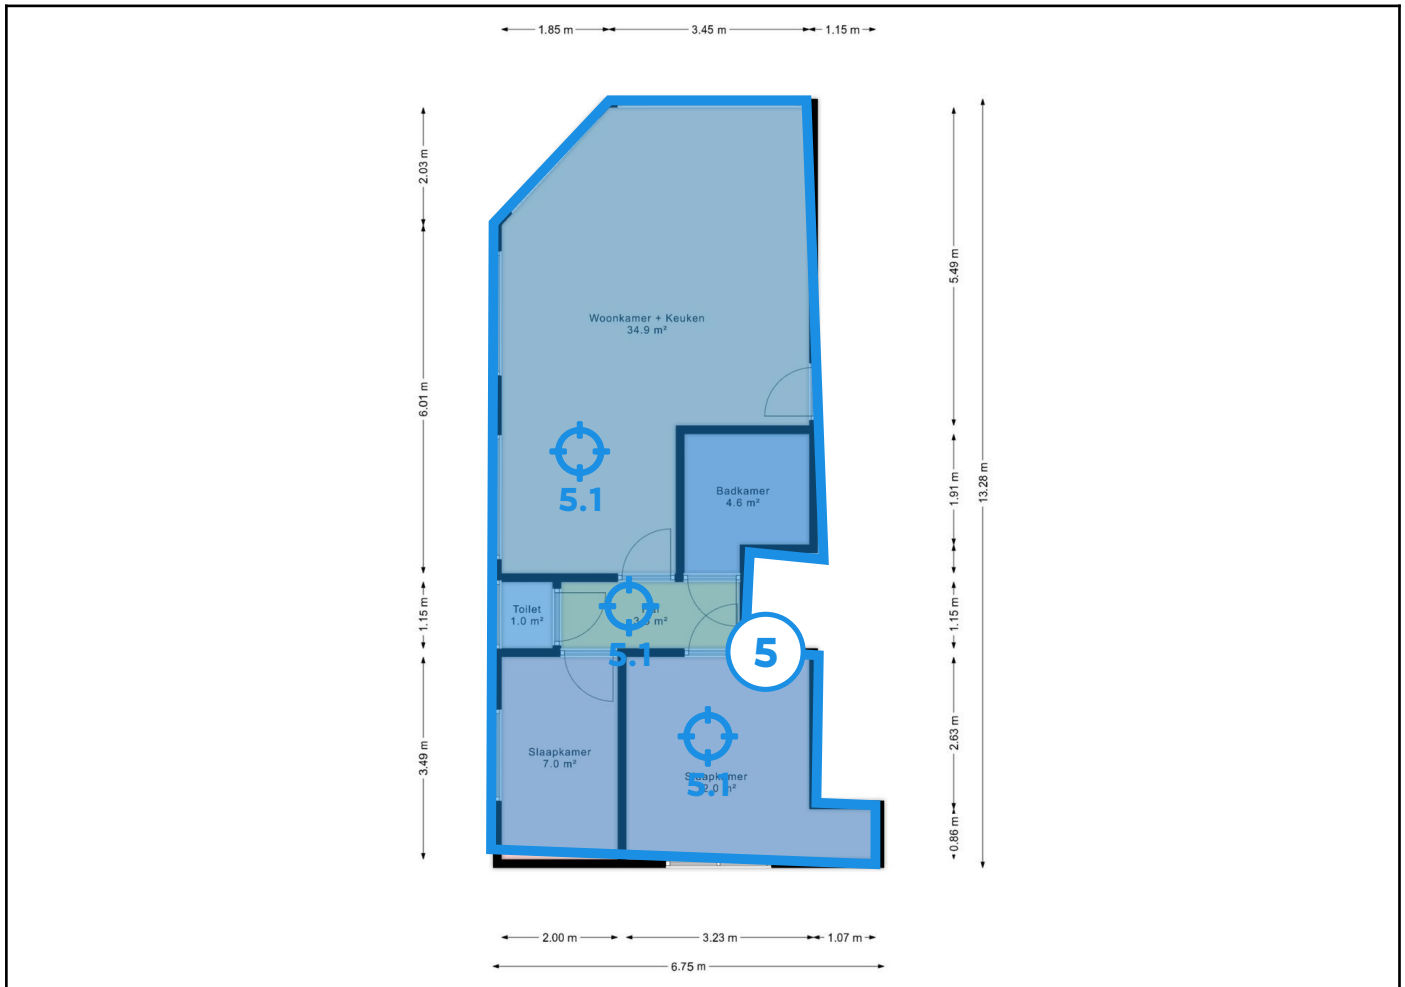 1.85 m
3.45 m
1.15 m
2.03 m
6.01 m
1.15 m
3.49 m
5.49 m
1.91 m
1.15 m
2.63 m
0.86 m
13.28 m
Woonkamer + Keuken
34.9 m²
5.1
Badkamer
4.6 m²
Toilet
1.0 m²
5.1
5
Slaapkamer
7.0 m²
Slaapkamer
5.1
2.00 m
3.23 m
1.07 m
6.75 m